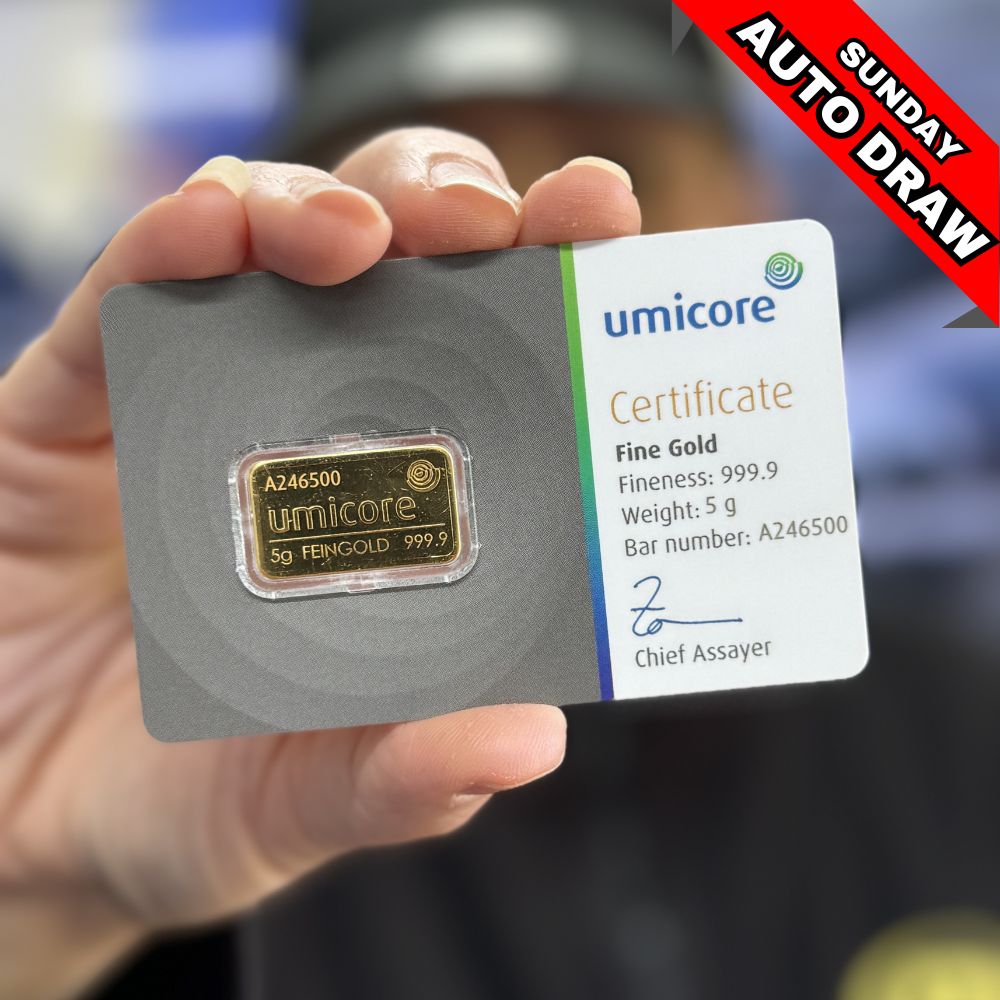 SUNDAY
AUTO DRAW
umicore
Certificate
Fine Gold
Fineness: 999.9
Weight: 5 g
Bar number: A246500
Chief Assayer
A246500
umicore
5g FEINGOLD 999.9